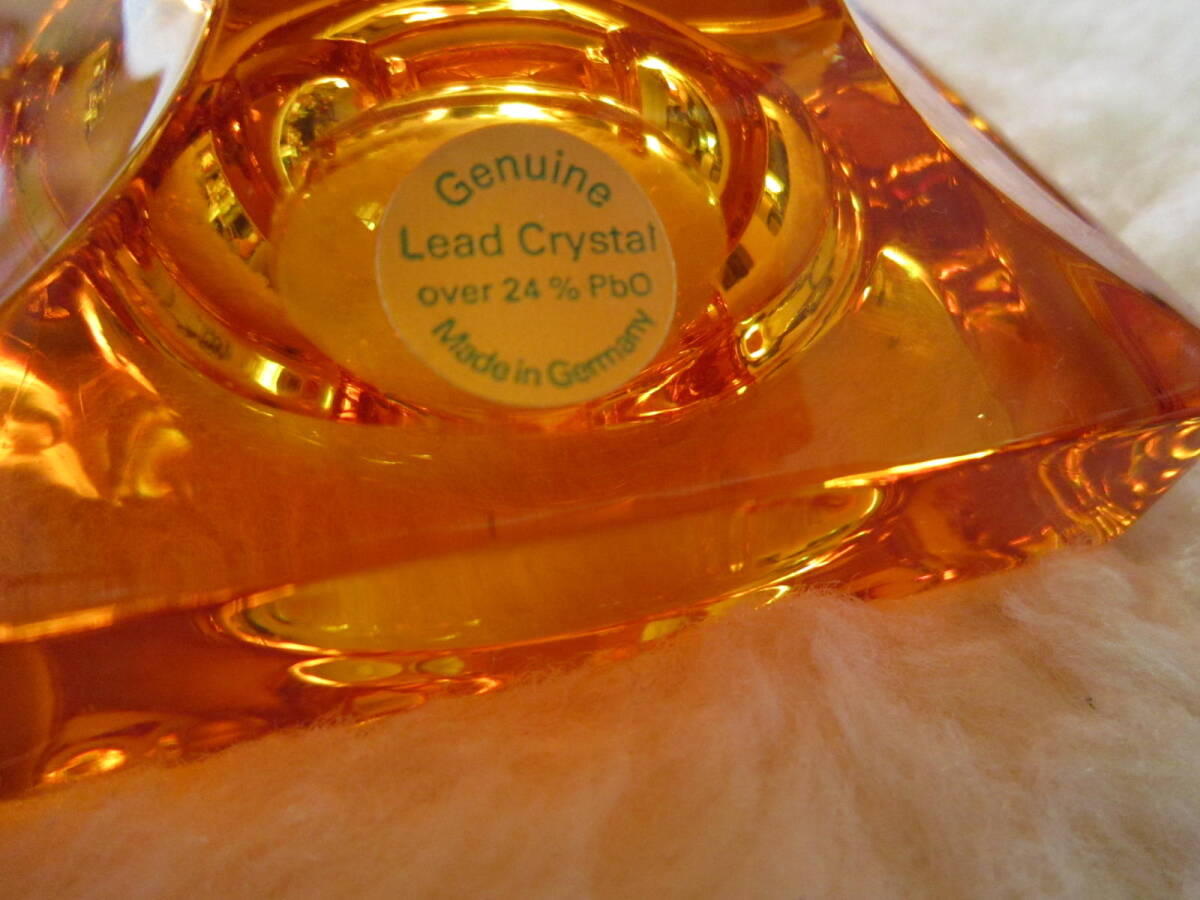 Genuine
Lead Crystal
over 24 % PbO
Made in Germany